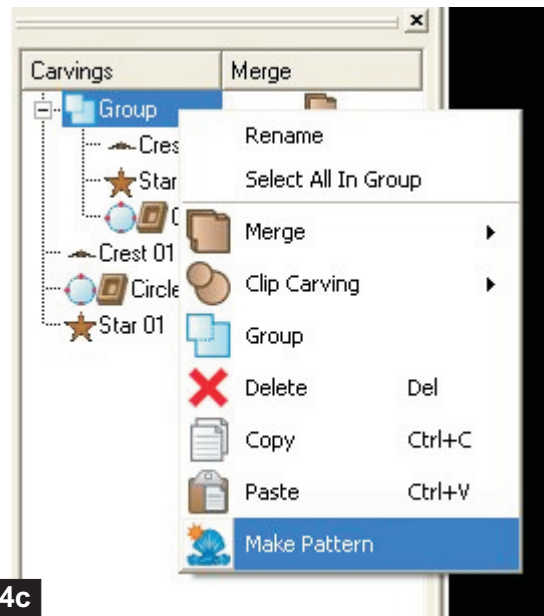 Carvings Merge
Group
Rename
Cres
Select All In Group
Star
C
Merge
Crest 01
Clip Carving
Circle
Group
Star 01
Delete Del
Copy Ctrl+C
Paste Ctrl+V
Make Pattern
4c